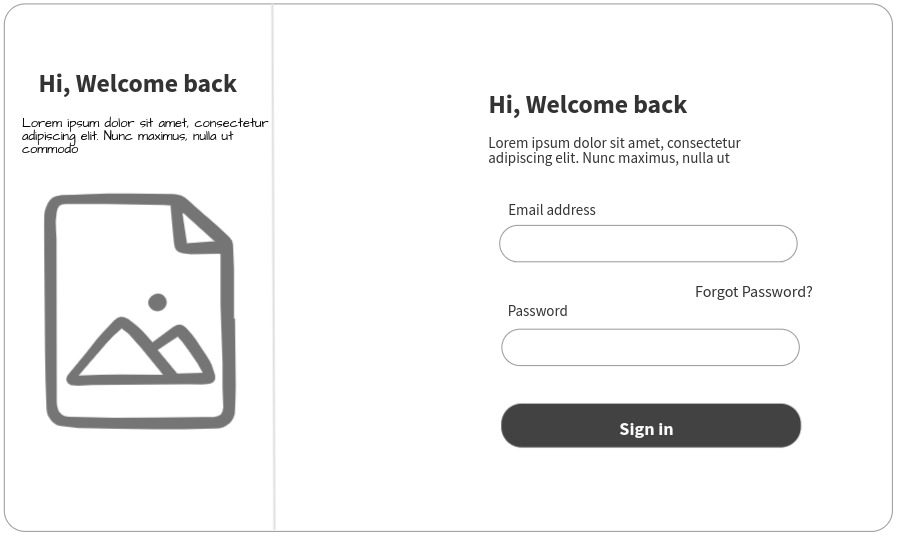 Hi, Welcome back
Lorem ipsum dolor sit amet, consectetur
adipiscing elit. Nunc maximus, nulla ut
commodo
Hi, Welcome back
Lorem ipsum dolor sit amet, consectetur
adipiscing elit. Nunc maximus, nulla ut
Email address
Forgot Password?
Password
Sign in